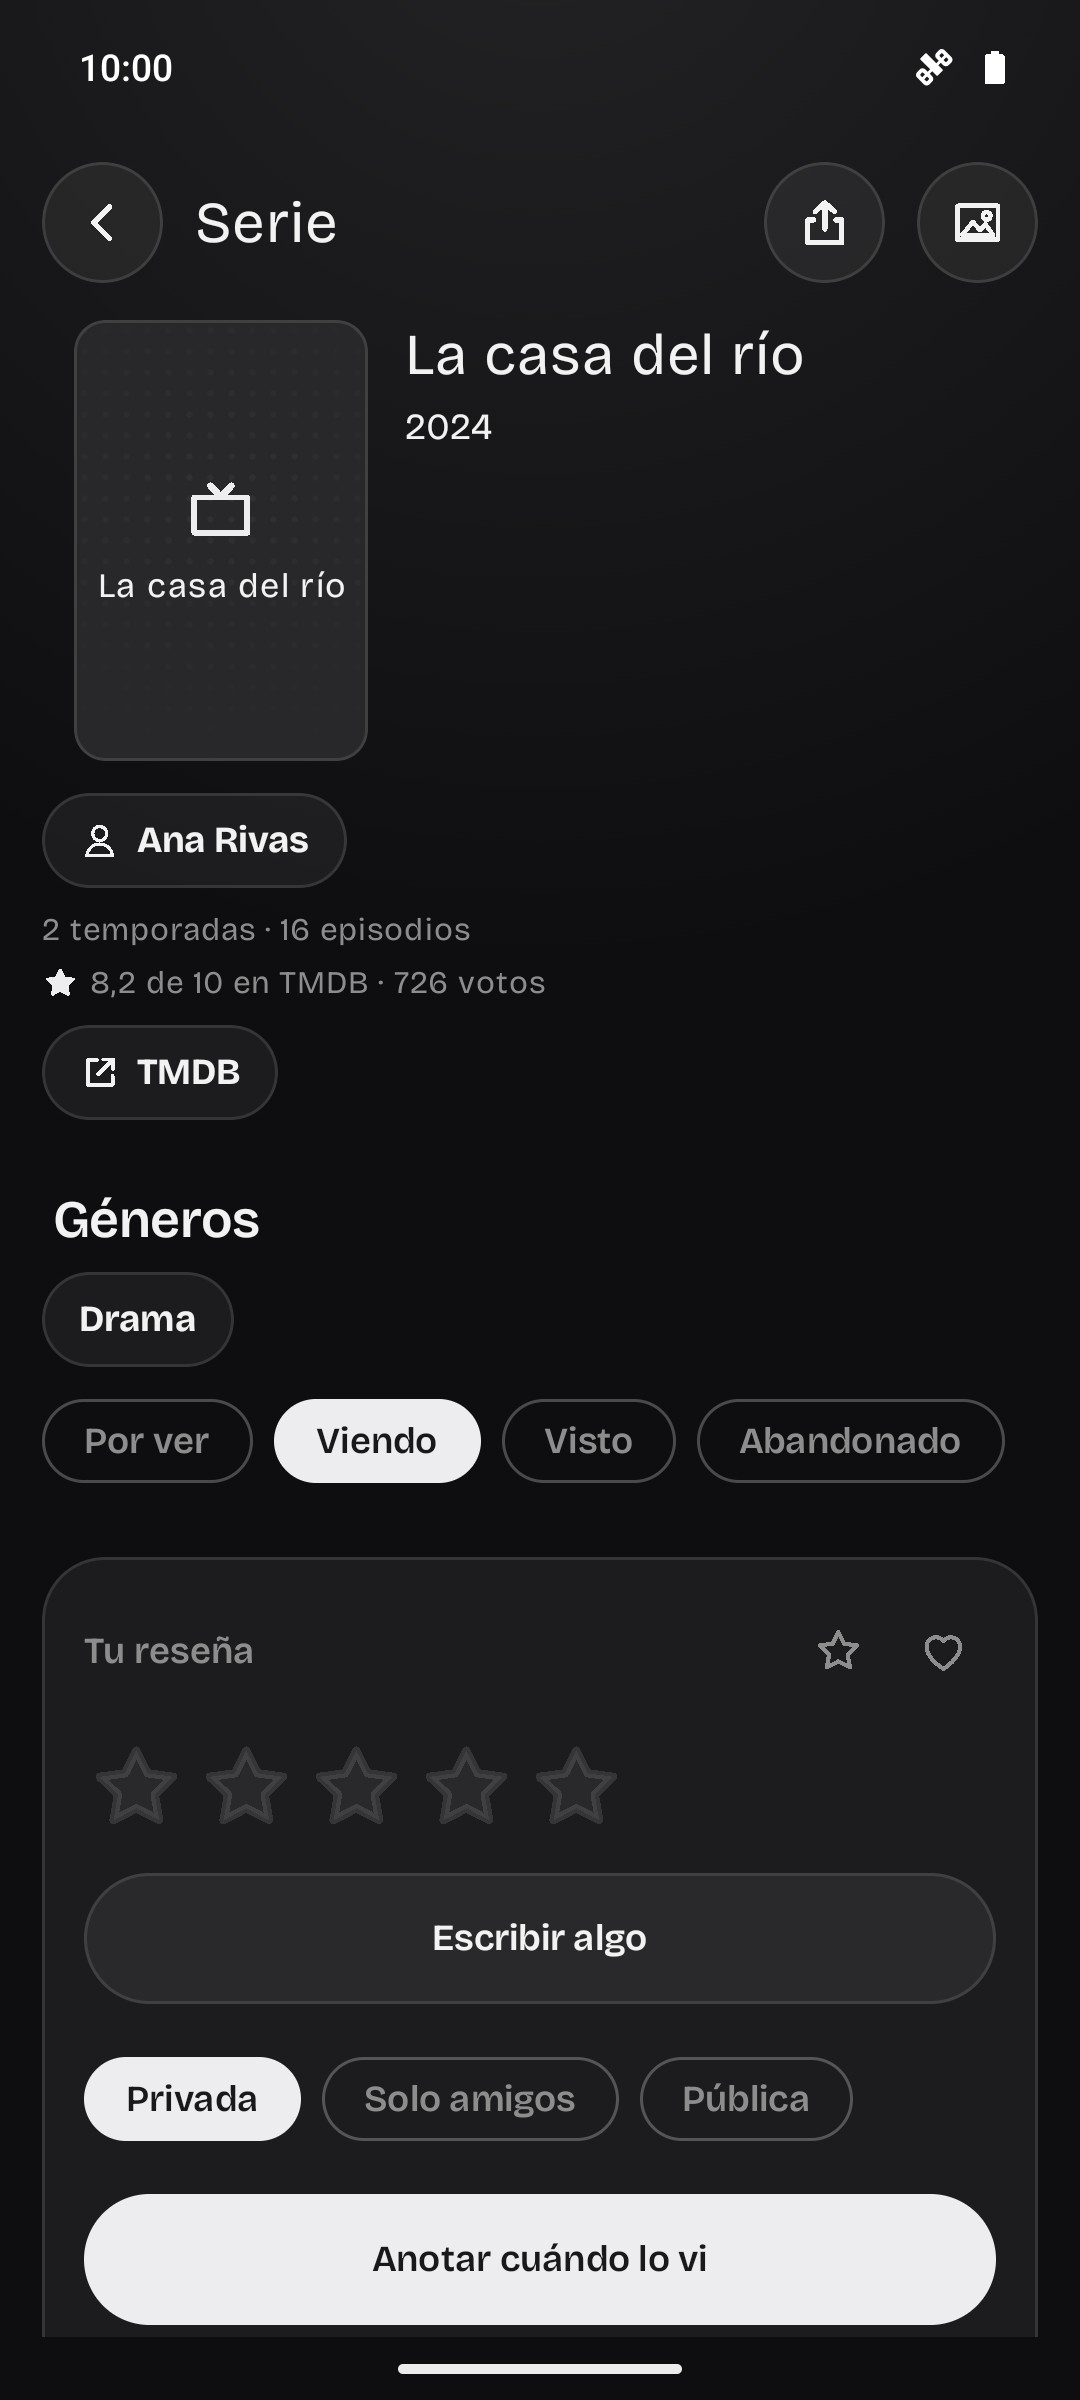 10:00
Serie
La casa del río
2024
La casa del río
Ana Rivas
2 temporadas · 16 episodios
8,2 de 10 en TMDB · 726 votos
TMDB
Géneros
Drama
Por ver Viendo Visto Abandonado
Tu reseña
Escribir algo
Privada Solo amigos Pública
Anotar cuándo lo vi